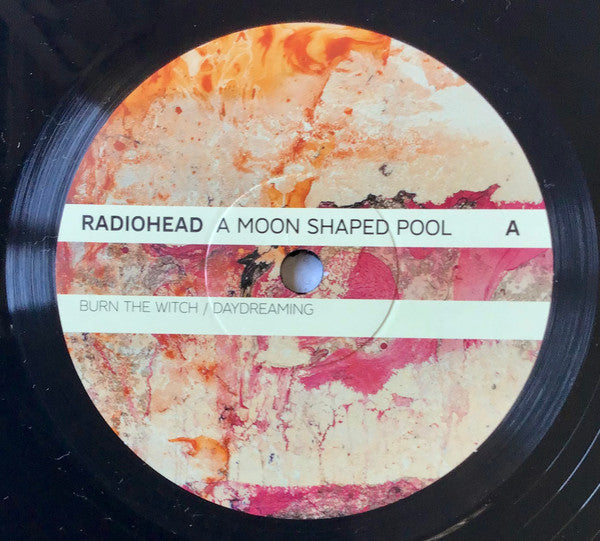 RADIOHEAD A MOON SHAPED POOL A
BURN THE WITCH / DAYDREAMING